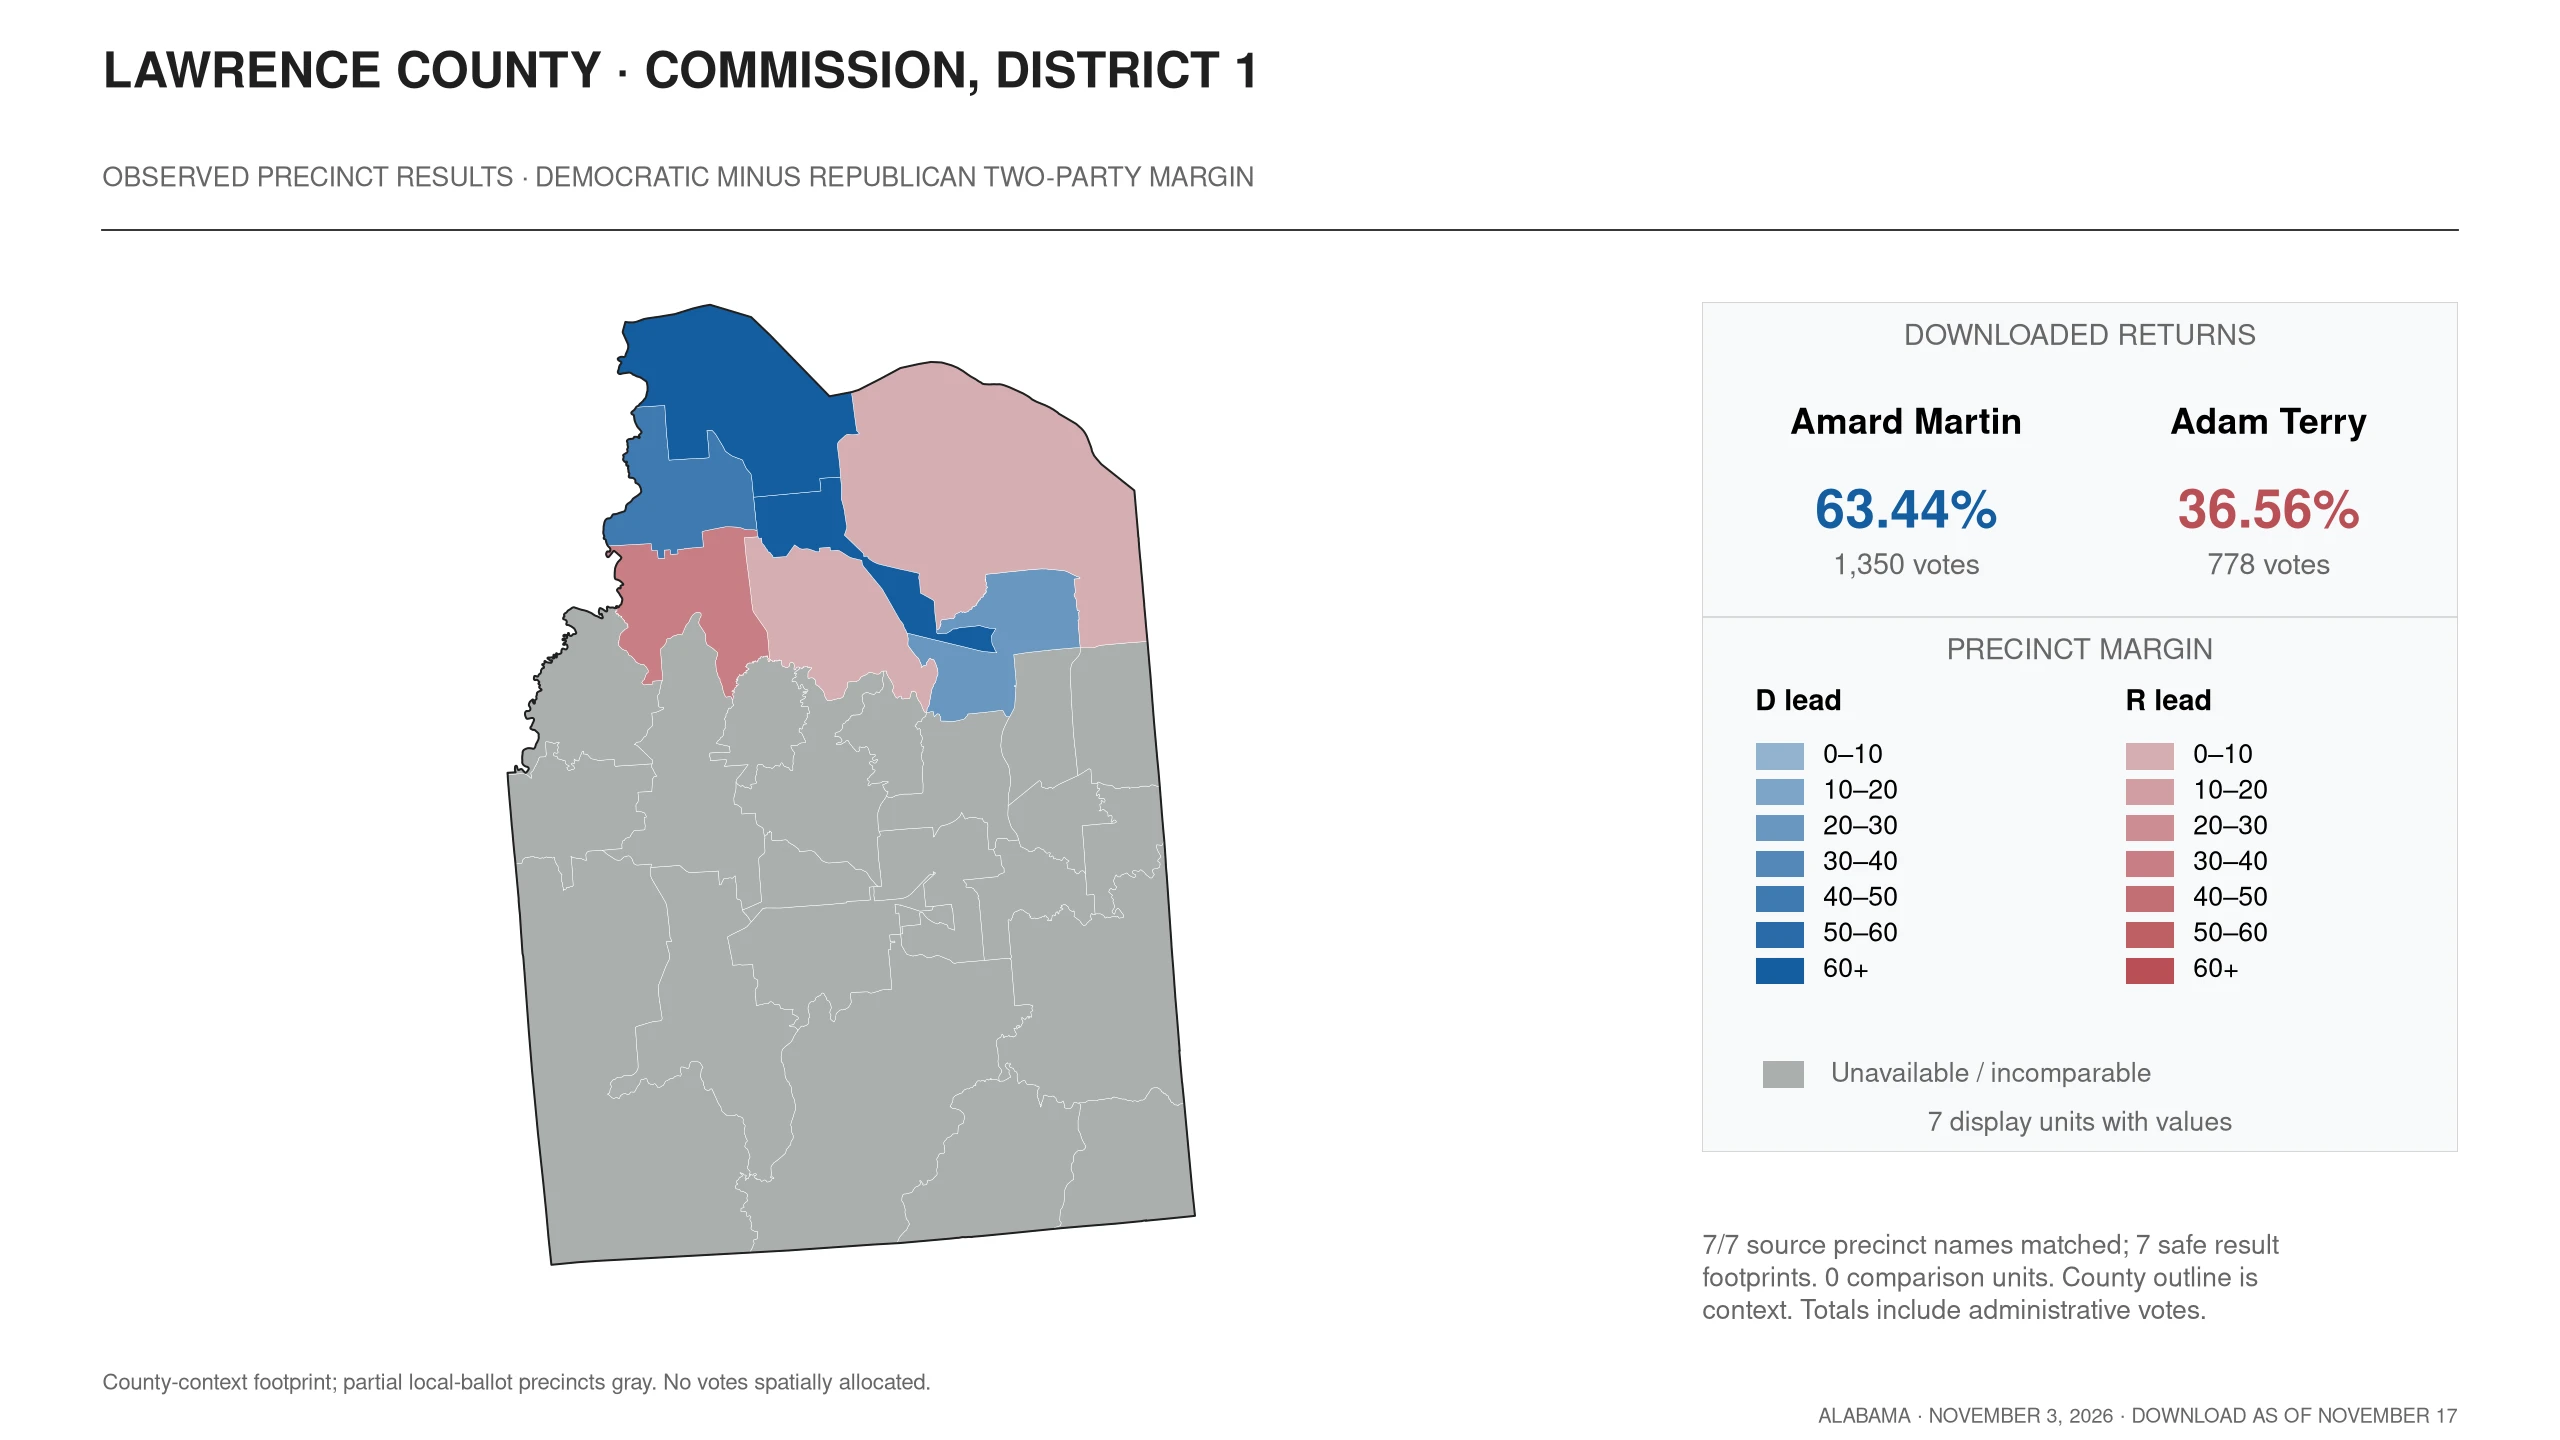 LAWRENCE COUNTY · COMMISSION, DISTRICT 1
OBSERVED PRECINCT RESULTS · DEMOCRATIC MINUS REPUBLICAN TWO-PARTY MARGIN
DOWNLOADED RETURNS
Amard Martin Adam Terry
63.44% 36.56%
1,350 votes 778 votes
PRECINCT MARGIN
D lead R lead
0–10 0–10
10–20 10–20
20–30 20–30
30–40 30–40
40–50 40–50
50–60 50–60
60+ 60+
Unavailable / incomparable
7 display units with values
7/7 source precinct names matched; 7 safe result
footprints. 0 comparison units. County outline is
context. Totals include administrative votes.
County-context footprint; partial local-ballot precincts gray. No votes spatially allocated.
ALABAMA · NOVEMBER 3, 2026 · DOWNLOAD AS OF NOVEMBER 17